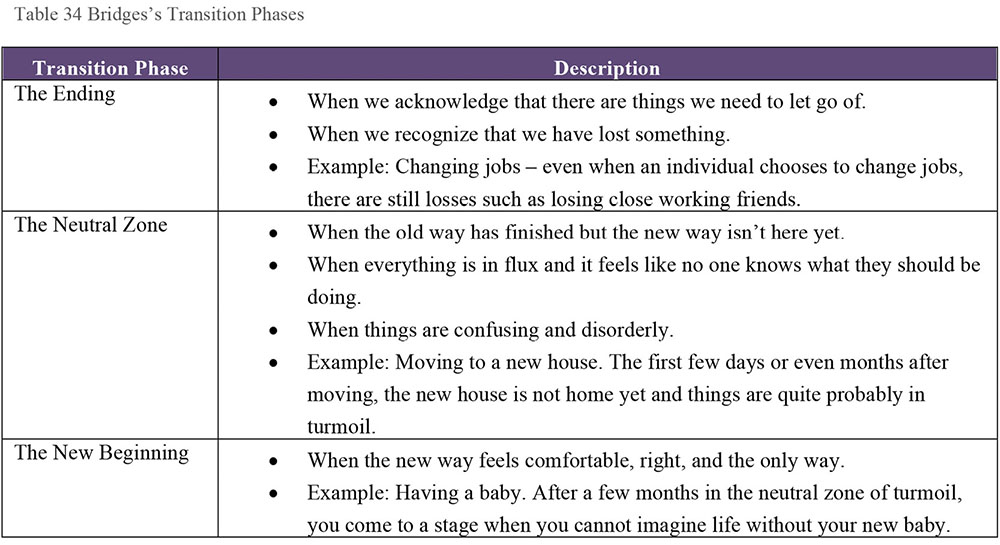 Table 34 Bridges’s Transition Phases
Transition Phase Description
The Ending
• When we acknowledge that there are things we need to let go of.
• When we recognize that we have lost something.
• Example: Changing jobs – even when an individual chooses to change jobs,
there are still losses such as losing close working friends.
The Neutral Zone
• When the old way has finished but the new way isn’t here yet.
• When everything is in flux and it feels like no one knows what they should be
doing.
• When things are confusing and disorderly.
• Example: Moving to a new house. The first few days or even months after
moving, the new house is not home yet and things are quite probably in
turmoil.
The New Beginning
• When the new way feels comfortable, right, and the only way.
• Example: Having a baby. After a few months in the neutral zone of turmoil,
you come to a stage when you cannot imagine life without your new baby.